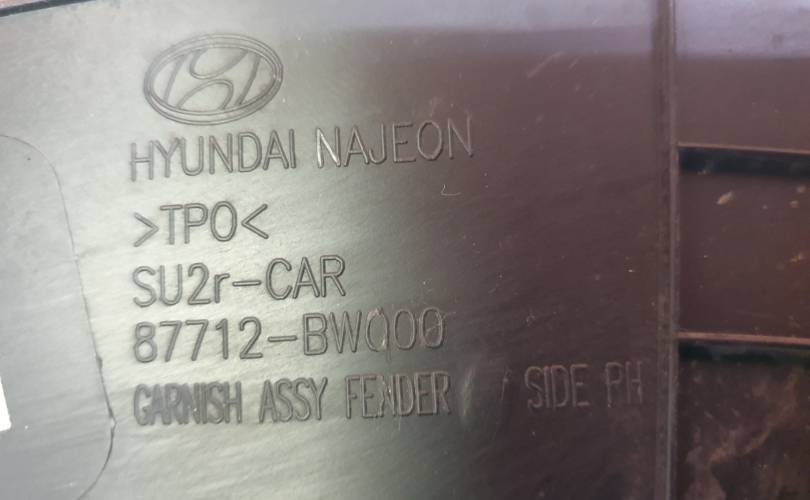 HYUNDAI NAJEON
>TPO<
SU2r-CAR
87712-BW000
GARNISH ASSY FENDER / SIDE RH